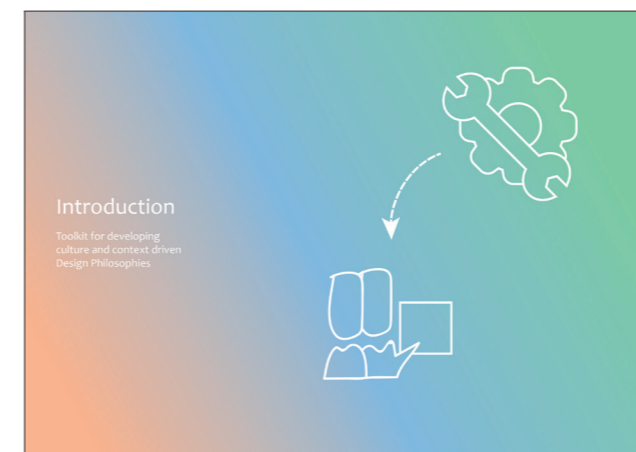 Introduction
Toolkit for developing
culture and context driven
Design Philosophies